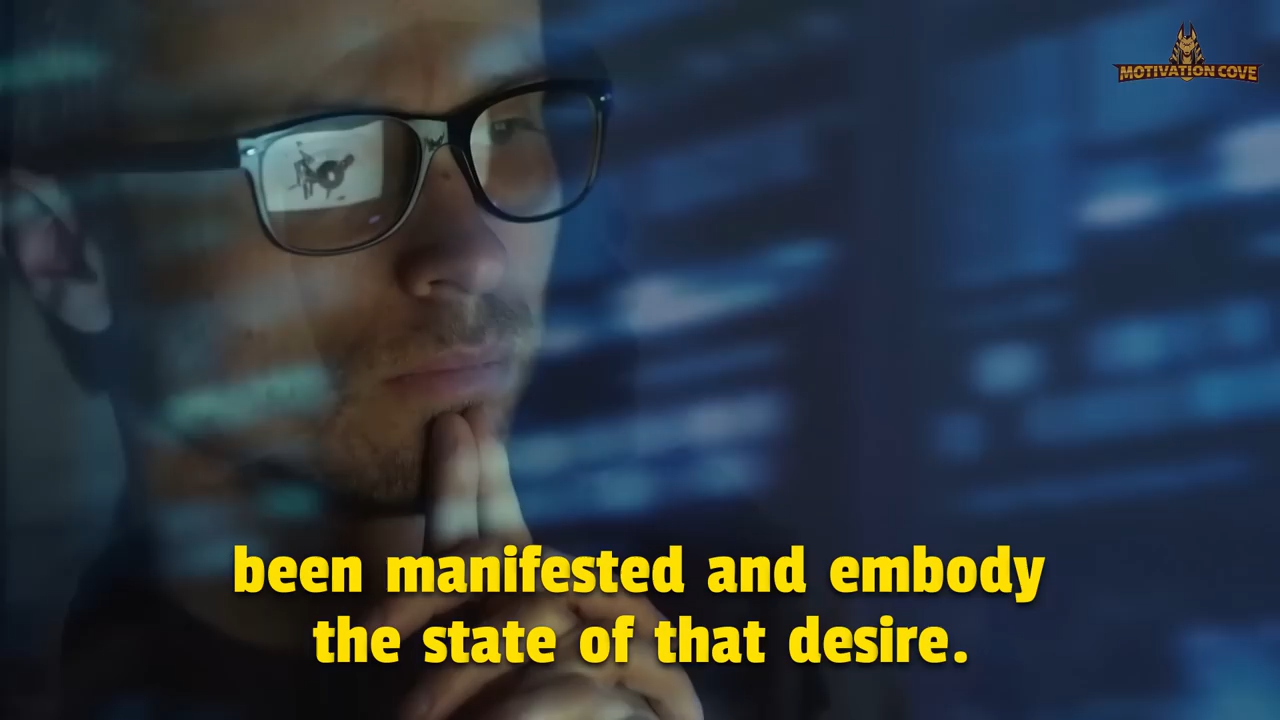 MOTIVATION COVE
been manifested and embody
the state of that desire.